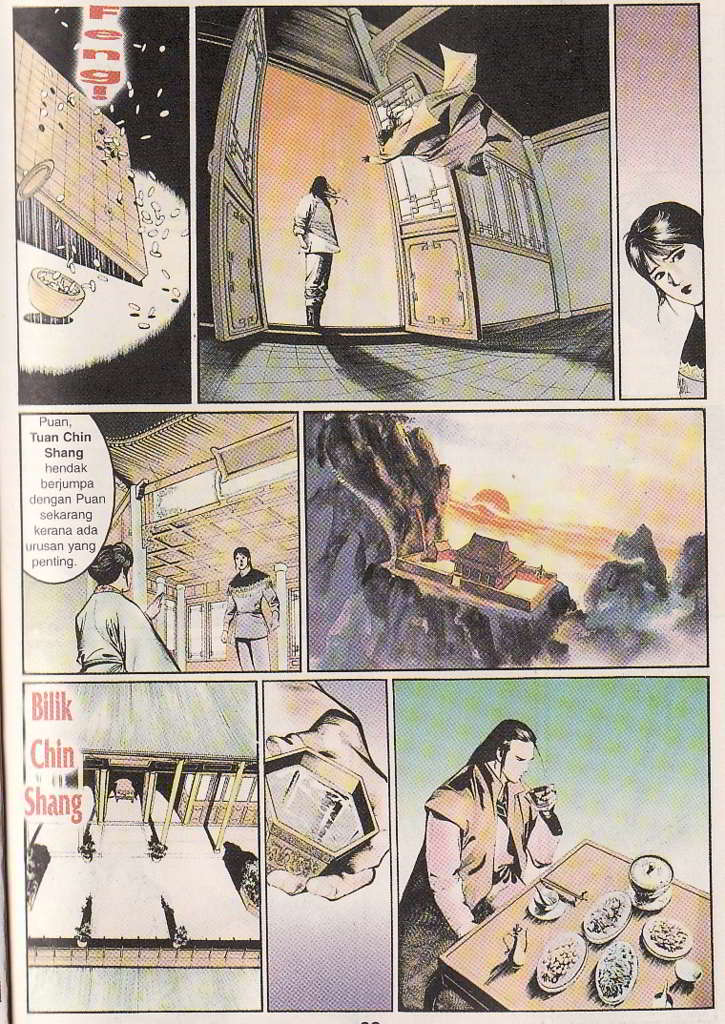 Feng!
Puan,
Tuan Chin
Shang
hendak
berjumpa
dengan Puan
sekarang
kerana ada
urusan yang
penting.
Bilik
Chin
Shang